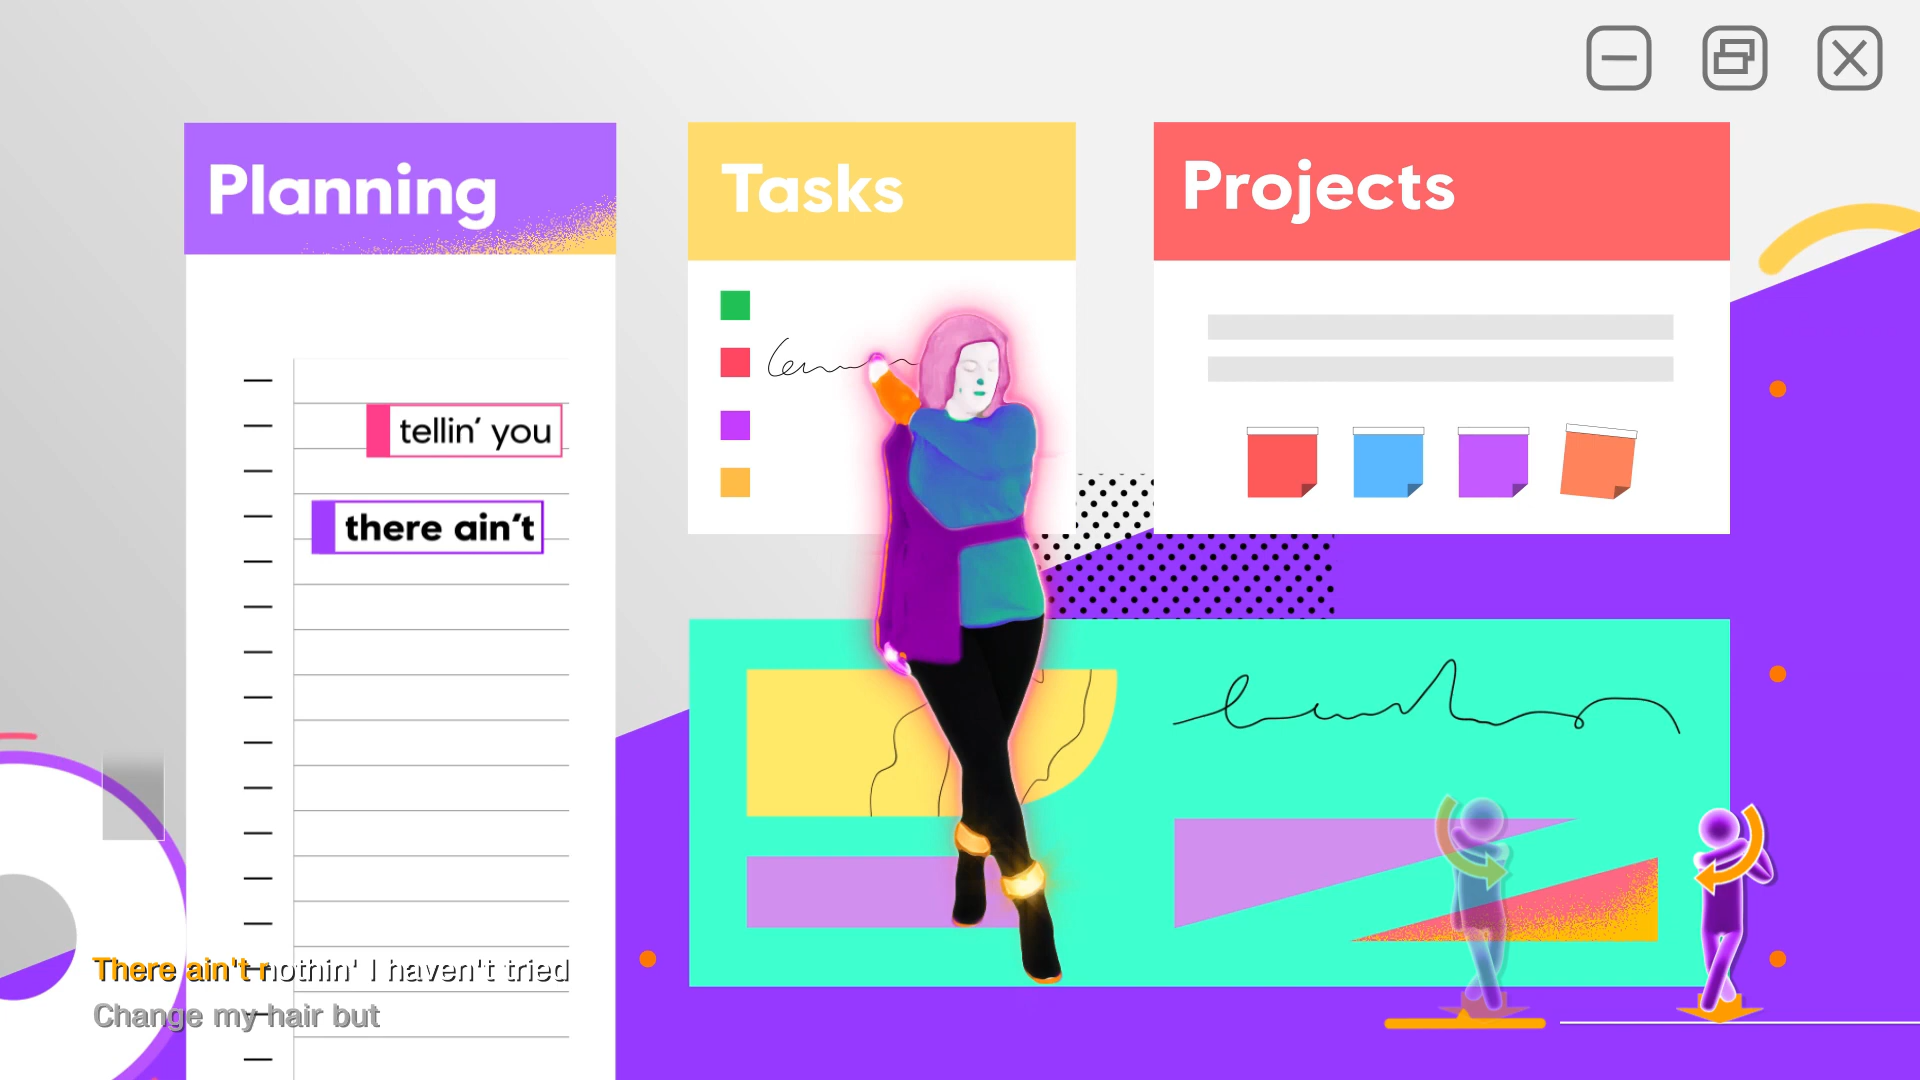 Planning
Tasks
Projects
tellin’ you
there ain’t
There ain't nothin' I haven't tried
Change my hair but